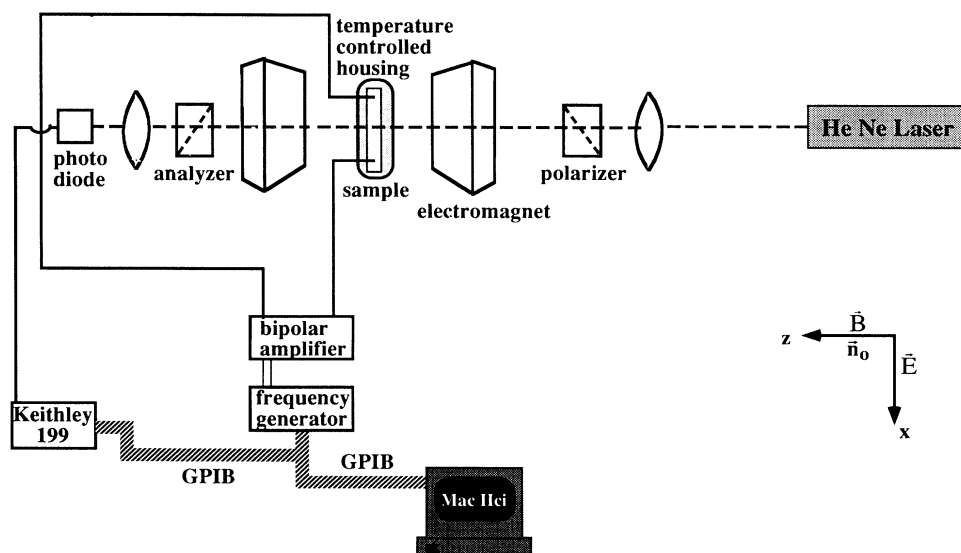 temperature
controlled
housing
He Ne Laser
photo
diode
analyzer
sample
electromagnet
polarizer
bipolar
amplifier
frequency
generator
Keithley
199
GPIB
GPIB
Mac IIci
z
B⃗
n⃗o
E⃗
x